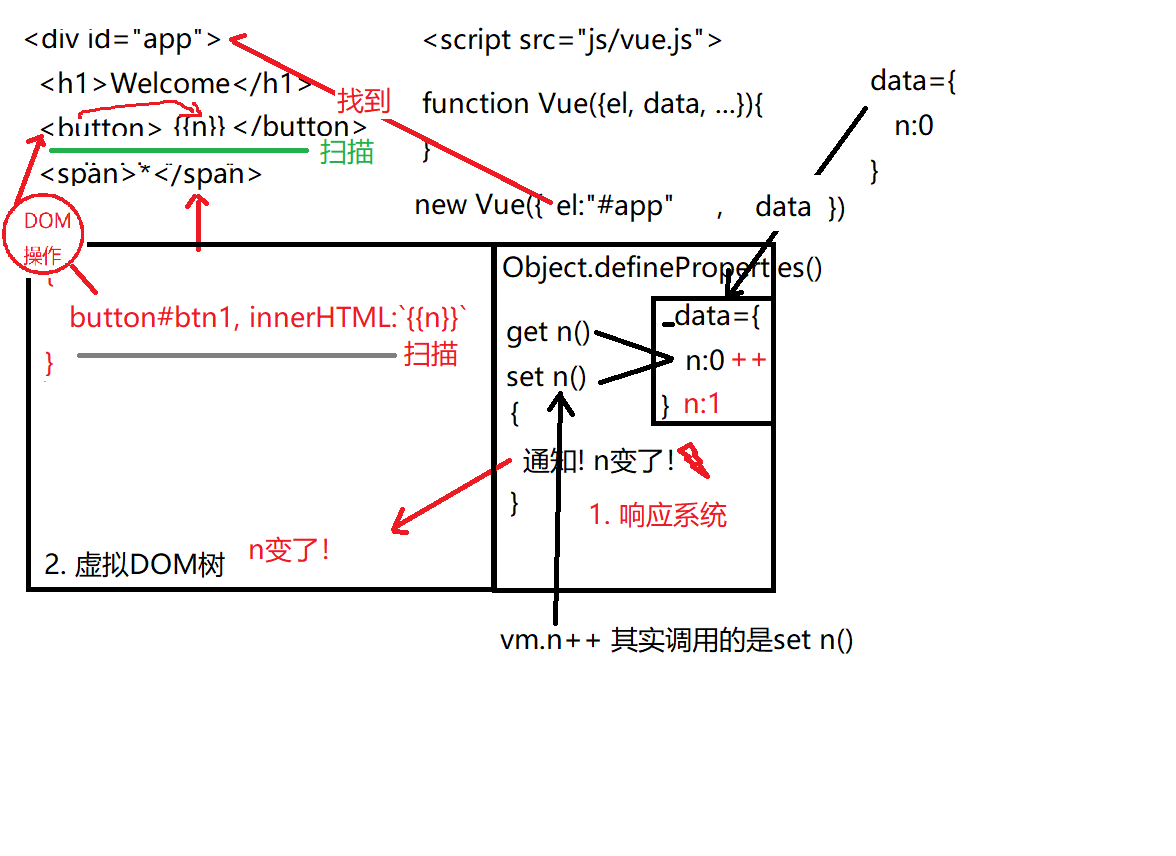 <div id="app">
<h1>Welcome</h1>
<button> {{n}} </button>
扫描
<span>*</span>
找到
<script src="js/vue.js">
function Vue({el, data, ...}){
}
new Vue({ el:"#app" , data })
data={
n:0
}
DOM
操作
{
button#btn1, innerHTML:`{{n}}`
}
扫描
2. 虚拟DOM树
n变了!
Object.defineProperties()
get n()
set n()
{
通知! n变了!
}
1. 响应系统
_data={
n:0 ++
} n:1
vm.n++ 其实调用的是set n()